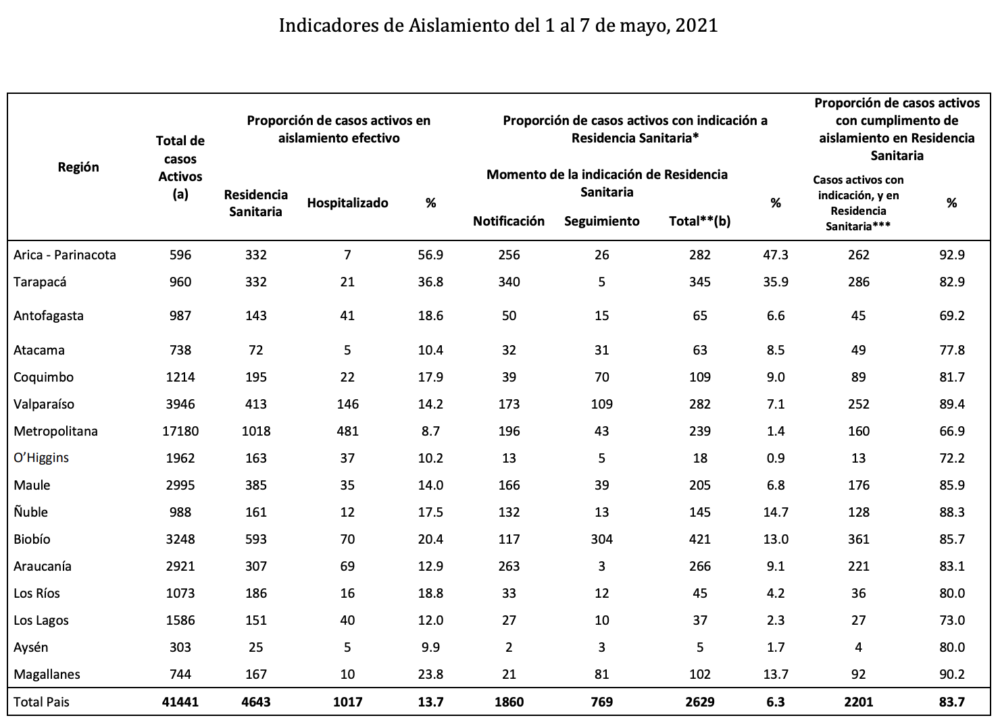 Indicadores de Aislamiento del 1 al 7 de mayo, 2021
Región
Total de
casos
Activos
(a)
Proporción de casos activos en
aislamiento efectivo
Residencia
Sanitaria
Hospitalizado
%
Proporción de casos activos con indicación a
Residencia Sanitaria*
Momento de la indicación de Residencia
Sanitaria
Notificación
Seguimiento
Total**(b)
%
Proporción de casos activos
con cumplimento de
aislamiento en Residencia
Sanitaria
Casos activos con
indicación, y en
Residencia
Sanitaria***
%
Arica - Parinacota 596 332 7 56.9 256 26 282 47.3 262 92.9
Tarapacá 960 332 21 36.8 340 5 345 35.9 286 82.9
Antofagasta 987 143 41 18.6 50 15 65 6.6 45 69.2
Atacama 738 72 5 10.4 32 31 63 8.5 49 77.8
Coquimbo 1214 195 22 17.9 39 70 109 9.0 89 81.7
Valparaíso 3946 413 146 14.2 173 109 282 7.1 252 89.4
Metropolitana 17180 1018 481 8.7 196 43 239 1.4 160 66.9
O’Higgins 1962 163 37 10.2 13 5 18 0.9 13 72.2
Maule 2995 385 35 14.0 166 39 205 6.8 176 85.9
Ñuble 988 161 12 17.5 132 13 145 14.7 128 88.3
Biobío 3248 593 70 20.4 117 304 421 13.0 361 85.7
Araucanía 2921 307 69 12.9 263 3 266 9.1 221 83.1
Los Ríos 1073 186 16 18.8 33 12 45 4.2 36 80.0
Los Lagos 1586 151 40 12.0 27 10 37 2.3 27 73.0
Aysén 303 25 5 9.9 2 3 5 1.7 4 80.0
Magallanes 744 167 10 23.8 21 81 102 13.7 92 90.2
Total Pais 41441 4643 1017 13.7 1860 769 2629 6.3 2201 83.7